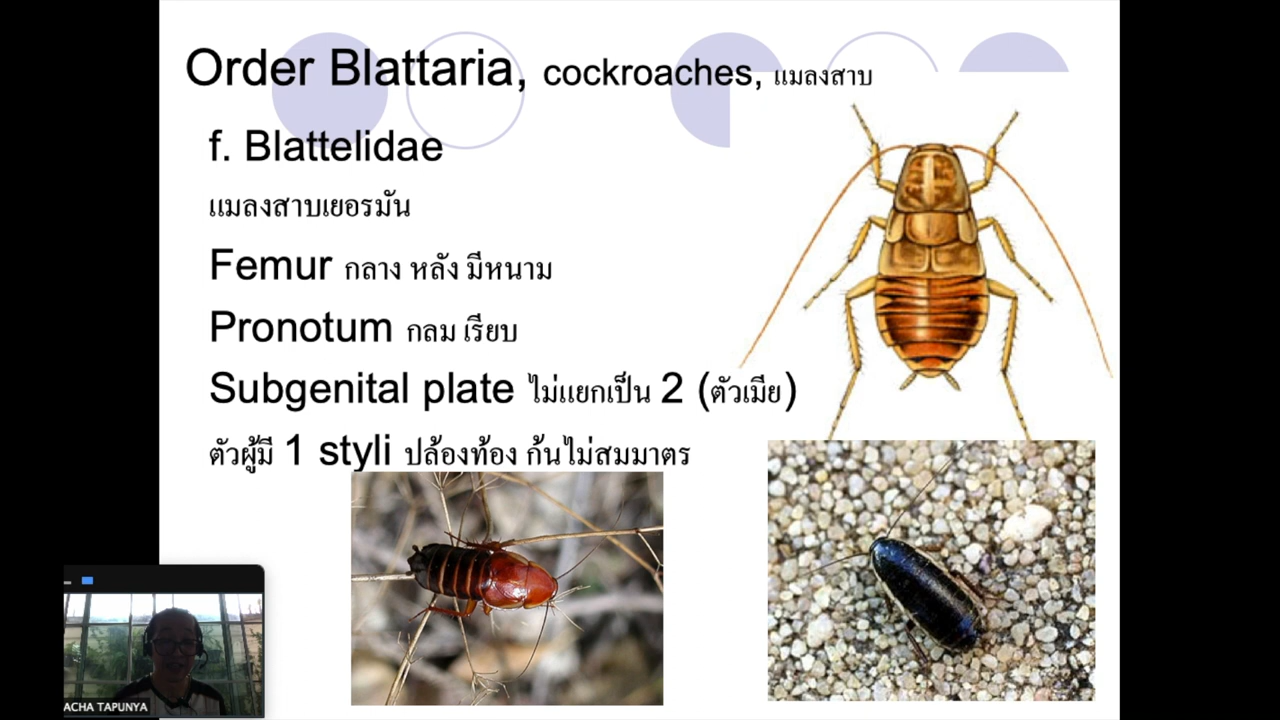 Order Blattaria, cockroaches, แมลงสาบ
f. Blattelidae
แมลงสาบเยอรมัน
Femur กลาง หลัง มีหนาม
Pronotum กลม เรียบ
Subgenital plate ไม่แยกเป็น 2 (ตัวเมีย)
ตัวผู้มี 1 styli ปล้องท้อง ก้นไม่สมมาตร
ACHA TAPUNYA